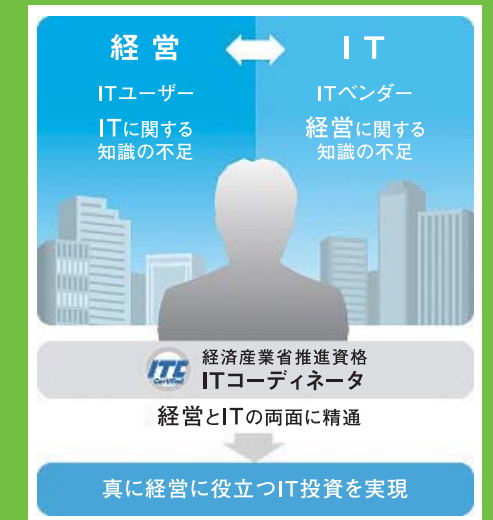 経営 IT
ITユーザー
ITに関する
知識の不足
ITベンダー
経営に関する
知識の不足
ITC
Certified
経済産業省推進資格
ITコーディネータ
経営とITの両面に精通
真に経営に役立つIT投資を実現